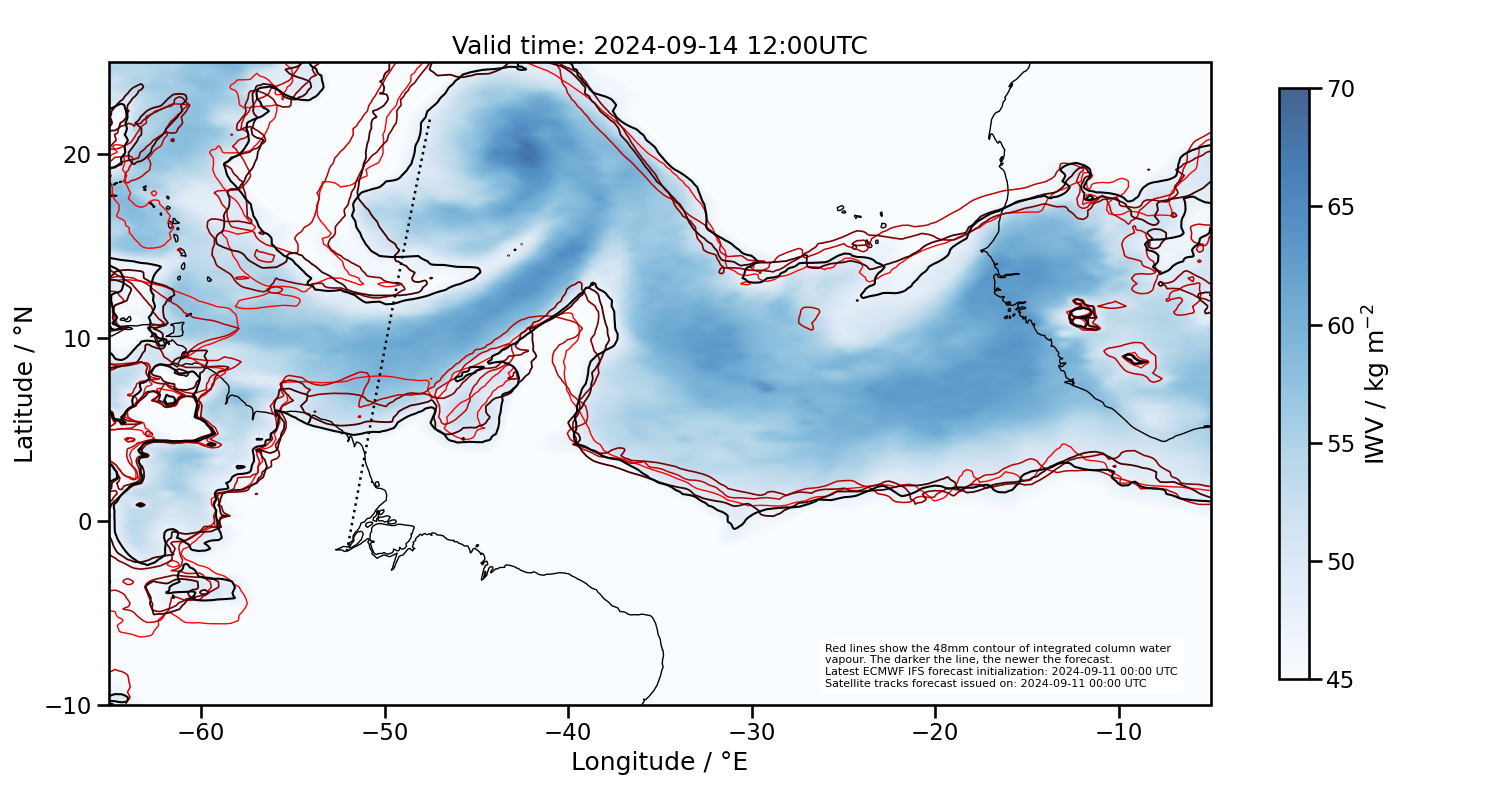 Valid time: 2024-09-14 12:00UTC
Latitude / °N
20
10
0
−10
−60
−50
−40
−30
−20
−10
Longitude / °E
Red lines show the 48mm contour of integrated column water
vapour. The darker the line, the newer the forecast.
Latest ECMWF IFS forecast initialization: 2024-09-11 00:00 UTC
Satellite tracks forecast issued on: 2024-09-11 00:00 UTC
70
65
60
55
50
45
IWV / kg m⁻²